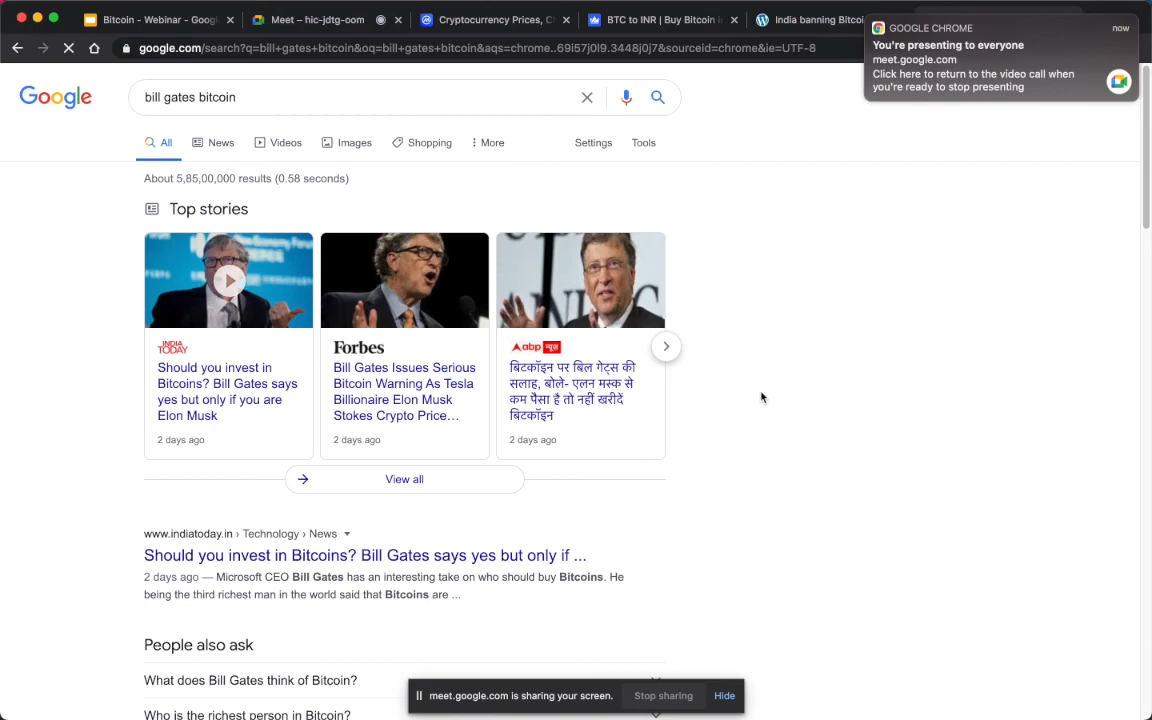 Bitcoin - Webinar - Googl
Meet – hic-jdtg-oom
Cryptocurrency Prices, C
BTC to INR | Buy Bitcoin i
India banning Bitcoi
google.com/search?q=bill+gates+bitcoin&oq=bill+gates+bitcoin&aqs=chrome..69i57j0l9.3448j0j7&sourceid=chrome&ie=UTF-8
GOOGLE CHROME
now
You're presenting to everyone
meet.google.com
Click here to return to the video call when
you're ready to stop presenting
Google
bill gates bitcoin
All
News
Videos
Images
Shopping
More
Settings
Tools
About 5,85,00,000 results (0.58 seconds)
Top stories
INDIA
TODAY
Should you invest in
Bitcoins? Bill Gates says
yes but only if you are
Elon Musk
2 days ago
Forbes
Bill Gates Issues Serious
Bitcoin Warning As Tesla
Billionaire Elon Musk
Stokes Crypto Price…
2 days ago
abp न्यूज़
बिटकॉइन पर बिल गेट्स की
सलाह, बोले- एलन मस्क से
कम पैसा है तो नहीं खरीदें
बिटकॉइन
2 days ago
View all
www.indiatoday.in › Technology › News
Should you invest in Bitcoins? Bill Gates says yes but only if ...
2 days ago — Microsoft CEO Bill Gates has an interesting take on who should buy Bitcoins. He
being the third richest man in the world said that Bitcoins are ...
People also ask
What does Bill Gates think of Bitcoin?
Who is the richest person in Bitcoin?
meet.google.com is sharing your screen.
Stop sharing
Hide